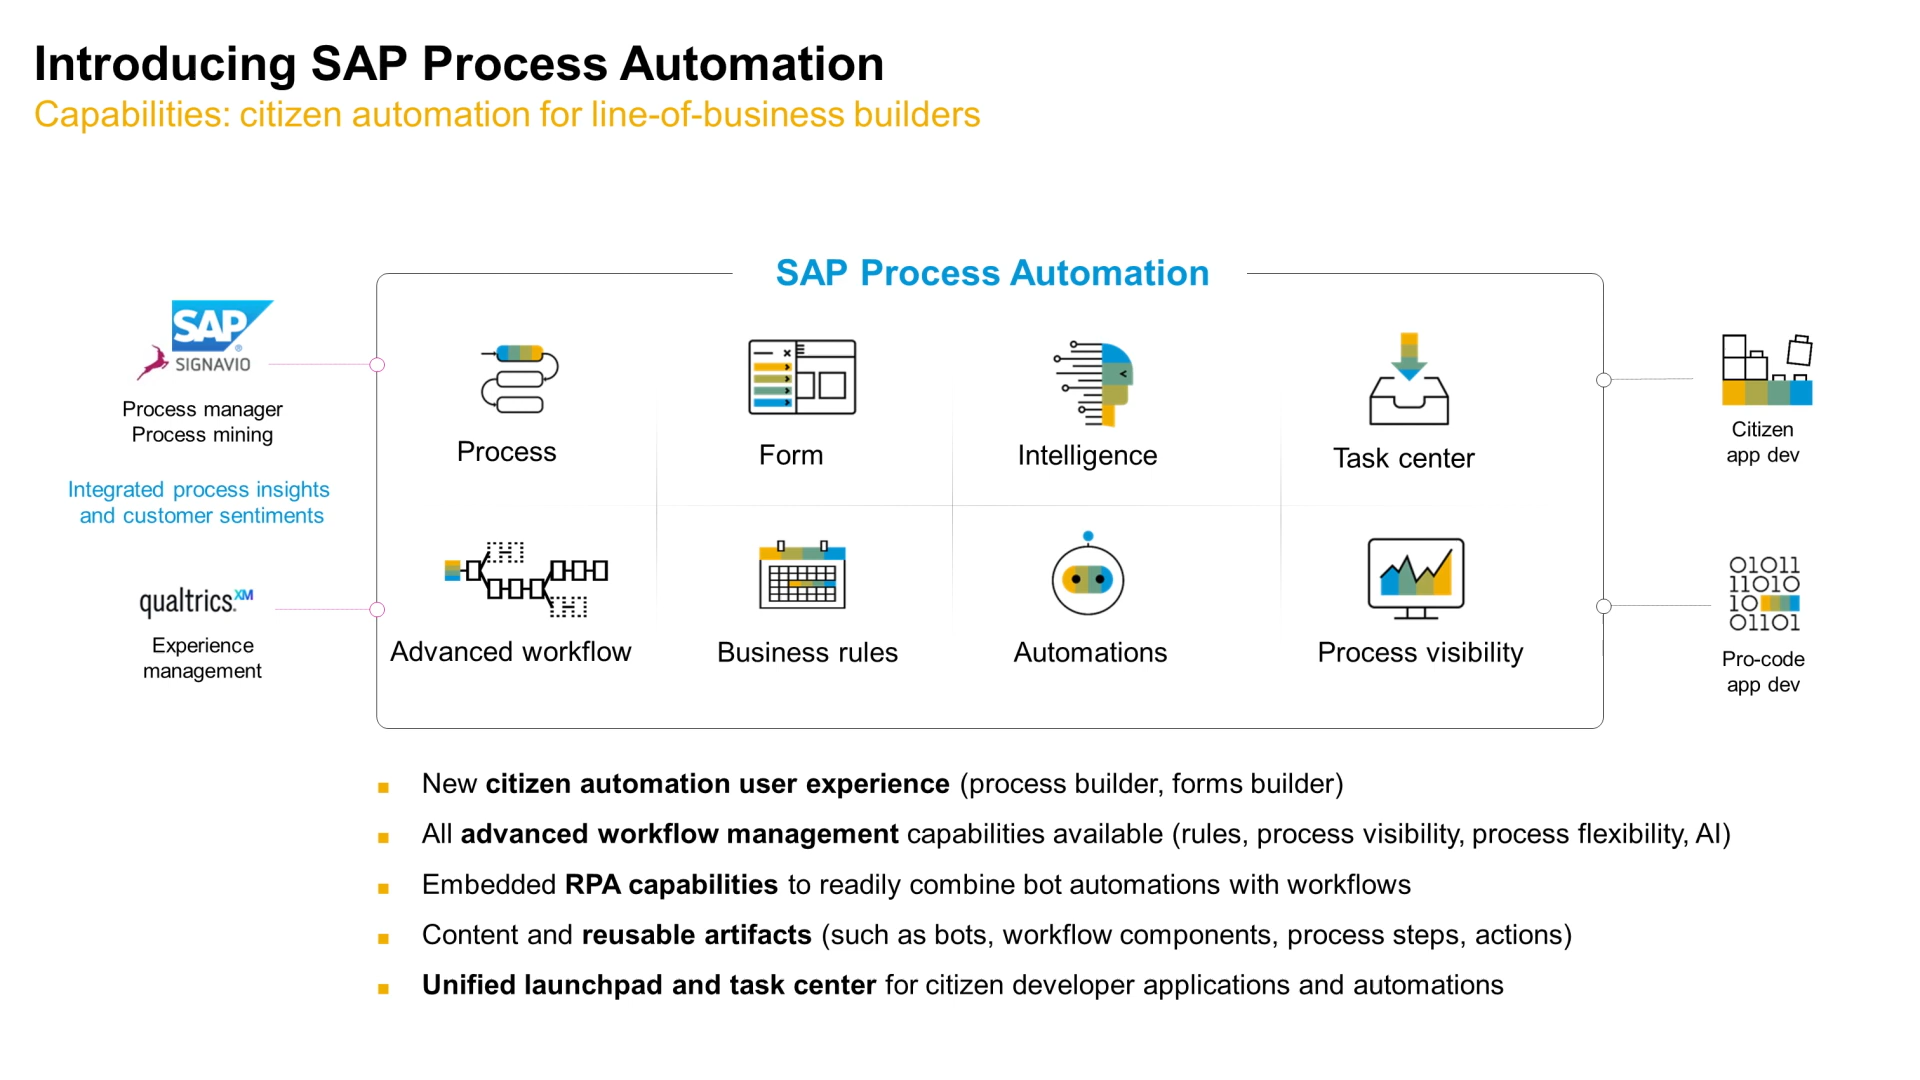 Introducing SAP Process Automation
Capabilities: citizen automation for line-of-business builders
SAP Process Automation
SAP
®
SIGNAVIO
Process manager
Process mining
Integrated process insights
and customer sentiments
qualtrics.XM
Experience
management
Process
Form
Intelligence
Task center
Advanced workflow
Business rules
Automations
Process visibility
Citizen
app dev
01011
11010
10
01101
Pro-code
app dev
New citizen automation user experience (process builder, forms builder)
All advanced workflow management capabilities available (rules, process visibility, process flexibility, AI)
Embedded RPA capabilities to readily combine bot automations with workflows
Content and reusable artifacts (such as bots, workflow components, process steps, actions)
Unified launchpad and task center for citizen developer applications and automations